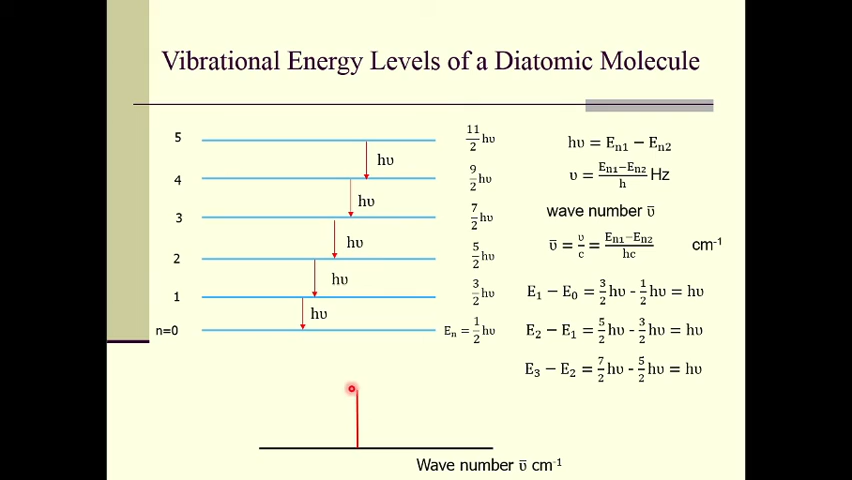 Vibrational Energy Levels of a Diatomic Molecule
5 11/2 hυ
hυ
4 9/2 hυ
hυ
3 7/2 hυ
hυ
2 5/2 hυ
hυ
1 3/2 hυ
hυ
n=0 Eₙ = 1/2 hυ
hυ = Eₙ₁ − Eₙ₂
υ = (Eₙ₁−Eₙ₂)/h Hz
wave number ῡ
ῡ = υ/c = (Eₙ₁−Eₙ₂)/hc cm⁻¹
E₁ − E₀ = 3/2 hυ - 1/2 hυ = hυ
E₂ − E₁ = 5/2 hυ - 3/2 hυ = hυ
E₃ − E₂ = 7/2 hυ - 5/2 hυ = hυ
Wave number ῡ cm⁻¹